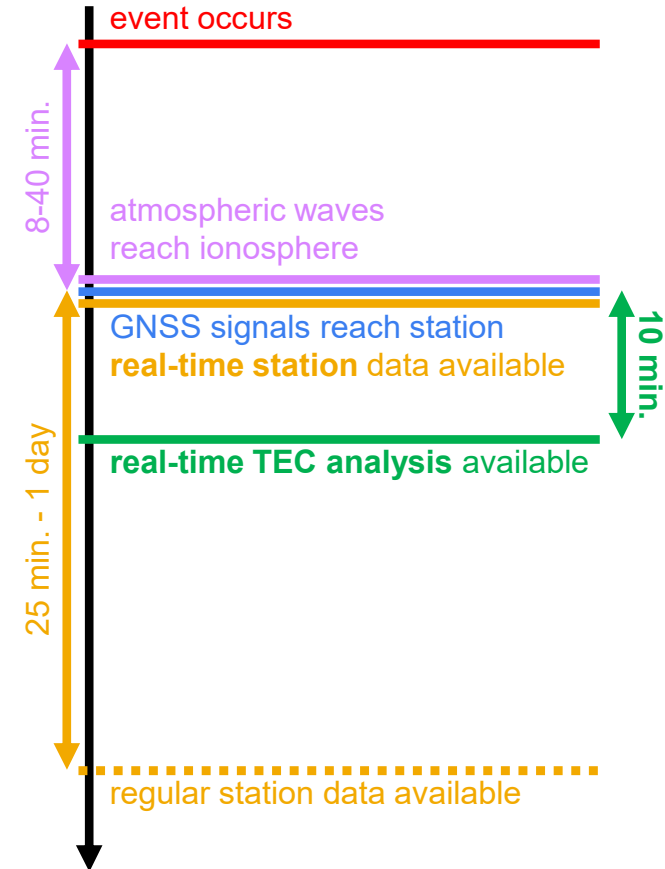 event occurs
8-40 min.
atmospheric waves
reach ionosphere
GNSS signals reach station
real-time station data available
10 min.
real-time TEC analysis available
25 min. - 1 day
regular station data available